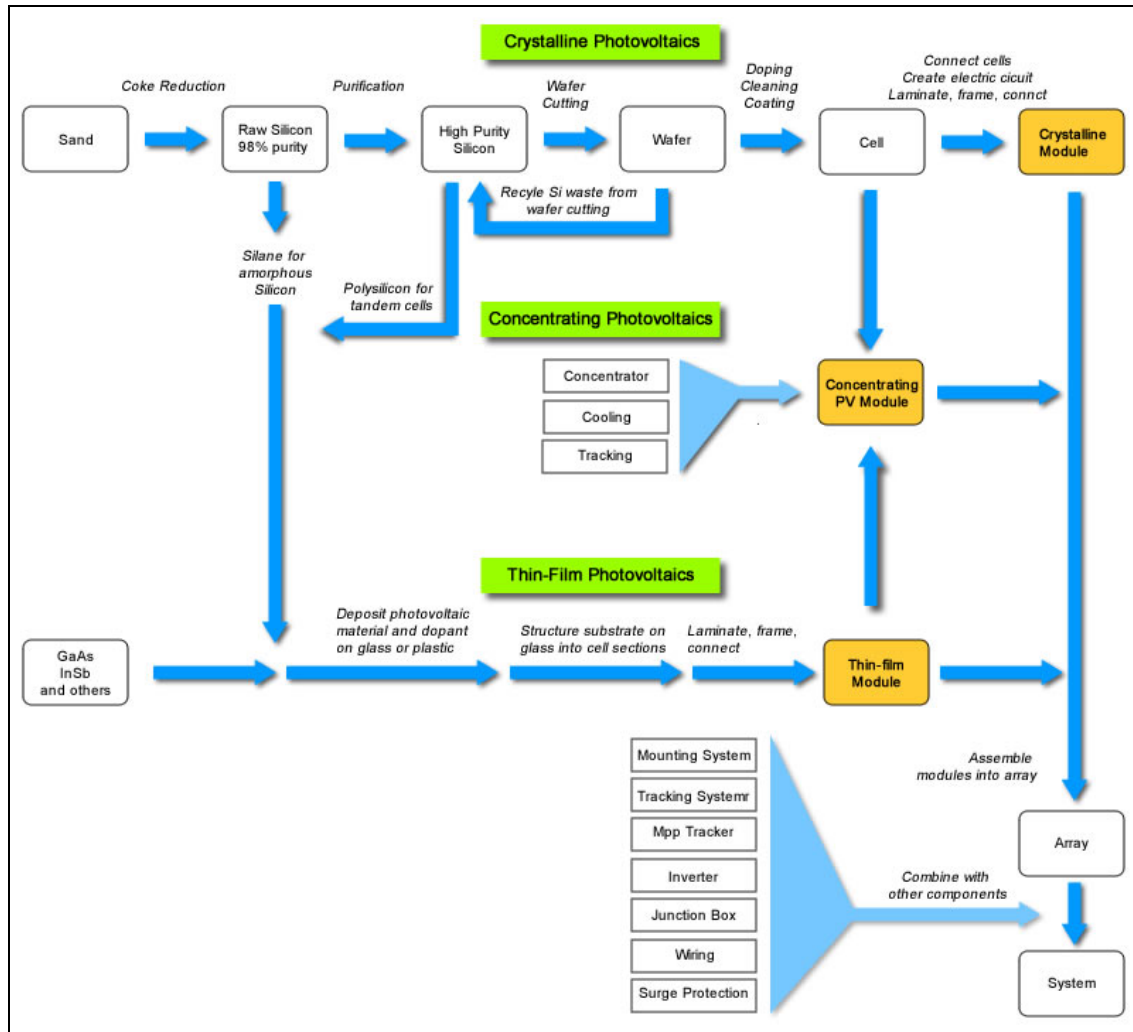 Crystalline Photovoltaics
Coke Reduction
Purification
Wafer
Cutting
Doping
Cleaning
Coating
Connect cells
Create electric cicuit
Laminate, frame, connct
Sand
Raw Silicon
98% purity
High Purity
Silicon
Wafer
Cell
Crystalline
Module
Recyle Si waste from
wafer cutting
Silane for
amorphous
Silicon
Polysilicon for
tandem cells
Concentrating Photovoltaics
Concentrator
Cooling
Tracking
Concentrating
PV Module
Thin-Film Photovoltaics
Deposit photovoltaic
material and dopant
on glass or plastic
Structure substrate on
glass into cell sections
Laminate, frame,
connect
GaAs
InSb
and others
Thin-film
Module
Mounting System
Tracking Systemr
Mpp Tracker
Inverter
Junction Box
Wiring
Surge Protection
Assemble
modules into array
Array
Combine with
other components
System